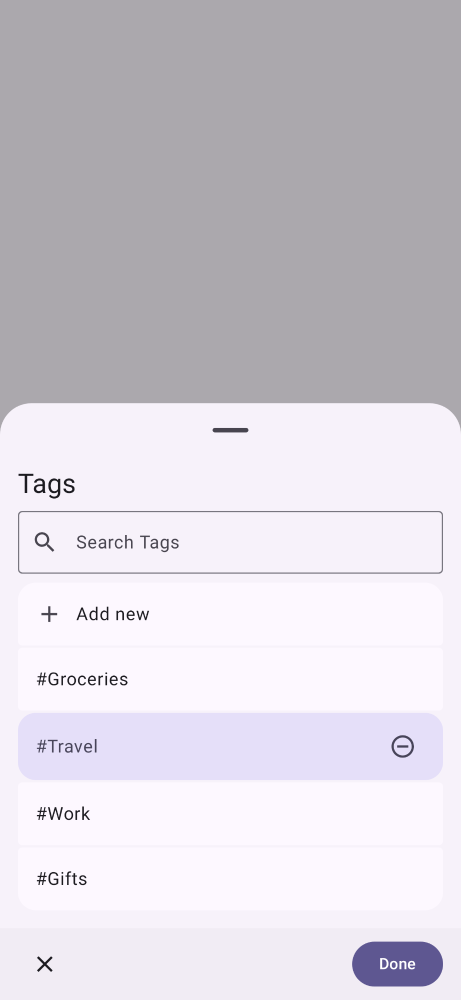 Tags
Search Tags
Add new
#Groceries
#Travel
#Work
#Gifts
Done